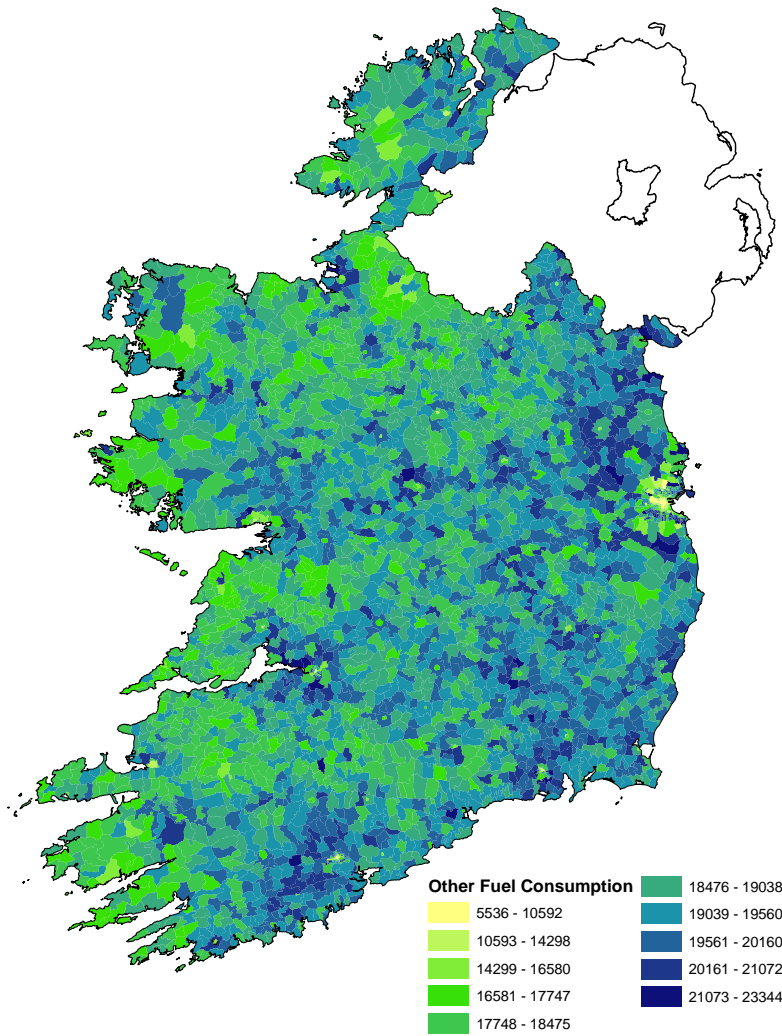 Other Fuel Consumption
5536 - 10592
10593 - 14298
14299 - 16580
16581 - 17747
17748 - 18475
18476 - 19038
19039 - 19560
19561 - 20160
20161 - 21072
21073 - 23344